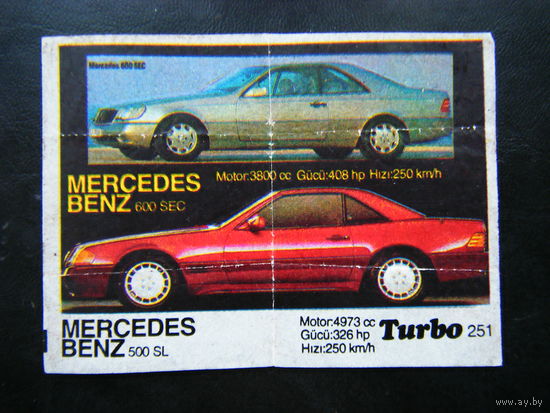 Mercedes 600 SEC
MERCEDES
BENZ 600 SEC
Motor:3800 cc Gücü:408 hp Hızı:250 km/h
MERCEDES
BENZ 500 SL
Motor:4973 cc
Gücü:326 hp
Hızı:250 km/h
Turbo 251
www.ay.by